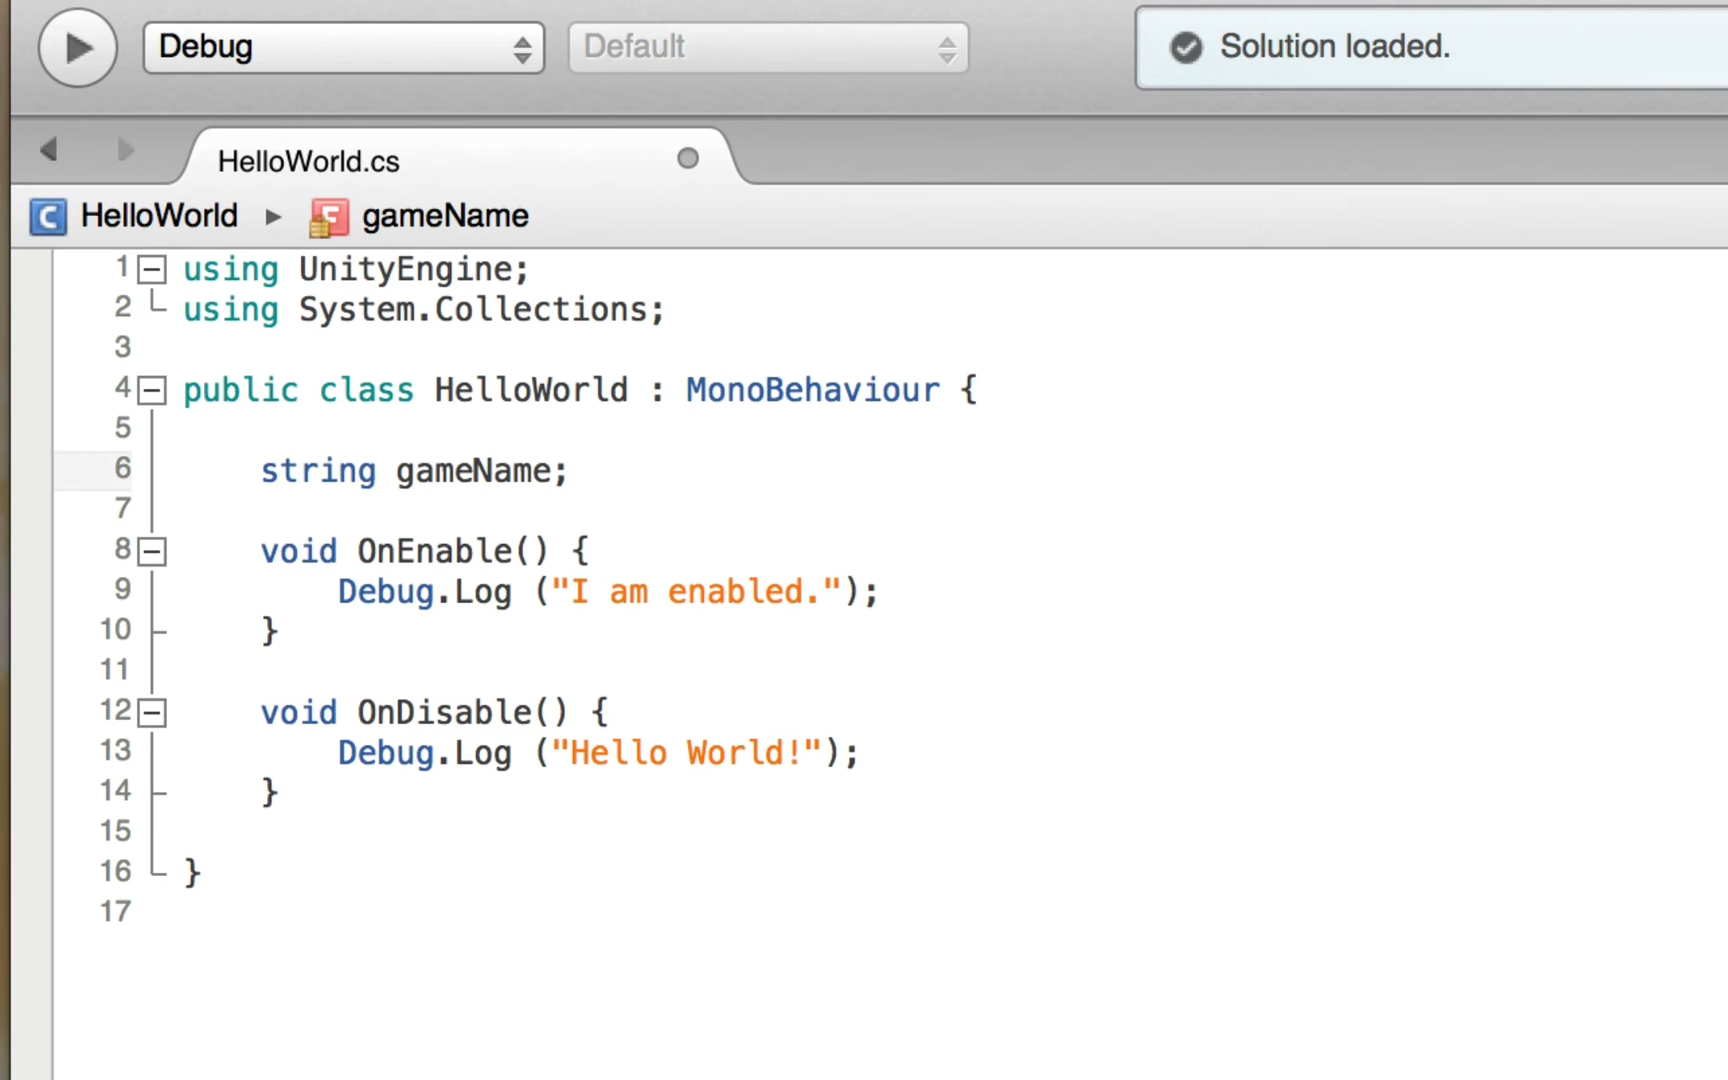 Debug Default Solution loaded.
HelloWorld.cs
HelloWorld gameName
1 using UnityEngine;
2 using System.Collections;
3
4 public class HelloWorld : MonoBehaviour {
5
6 string gameName;
7
8 void OnEnable() {
9 Debug.Log ("I am enabled.");
10 }
11
12 void OnDisable() {
13 Debug.Log ("Hello World!");
14 }
15
16 }
17